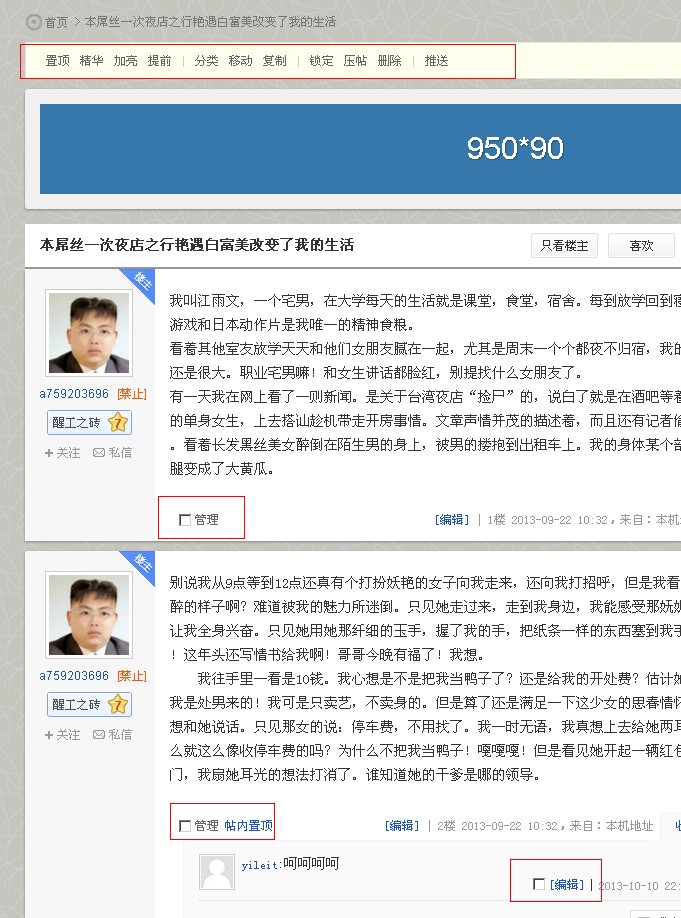 首页 > 本屌丝一次夜店之行艳遇白富美改变了我的生活
置顶 精华 加亮 提前 | 分类 移动 复制 | 锁定 压帖 删除 | 推送
950*90
本屌丝一次夜店之行艳遇白富美改变了我的生活
只看楼主 喜欢
楼主
a759203696 [禁止]
醒工之砖 7
+ 关注 私信
我叫江雨文，一个宅男，在大学每天的生活就是课堂，食堂，宿舍。每到放学回到寝
游戏和日本动作片是我唯一的精神食粮。
看着其他室友放学天天和他们女朋友腻在一起，尤其是周末一个个都夜不归宿，我的
还是很大。职业宅男嘛！和女生讲话都脸红，别提找什么女朋友了。
有一天我在网上看了一则新闻。是关于台湾夜店“捡尸”的，说白了就是在酒吧等着
的单身女生，上去搭讪趁机带走开房事情。文章声情并茂的描述着，而且还有记者偷
。看着长发黑丝美女醉倒在陌生男的身上，被男的搂抱到出租车上。我的身体某个部
腿变成了大黄瓜。
管理
[编辑] | 1楼 2013-09-22 10:32，来自：本机
楼主
a759203696 [禁止]
醒工之砖 7
+ 关注 私信
别说我从9点等到12点还真有个打扮妖艳的女子向我走来，还向我打招呼，但是我看
醉的样子啊？难道被我的魅力所迷倒。只见她走过来，走到我身边，我能感受那妩
让我全身兴奋。只见她用她那纤细的玉手，握了我的手，把纸条一样的东西塞到我手
！这年头还写情书给我啊！哥哥今晚有福了！我想。
我往手里一看是10钱。我心想是不是把我当鸭子了？还是给我的开处费？估计她
我是处男来的！我可是只卖艺，不卖身的。但是算了还是满足一下这少女的思春情怀
想和她说话。只见那女的说：停车费，不用找了。我一时无语，我真想上去给她两耳
么就这么像收停车费的吗？为什么不把我当鸭子！嘎嘎嘎！但是看见她开起一辆红色
门，我扇她耳光的想法打消了。谁知道她的干爹是哪的领导。
管理 帖内置顶
[编辑] | 2楼 2013-09-22 10:32，来自：本机地址
yileit:呵呵呵呵
[编辑] | 2013-10-10 22: